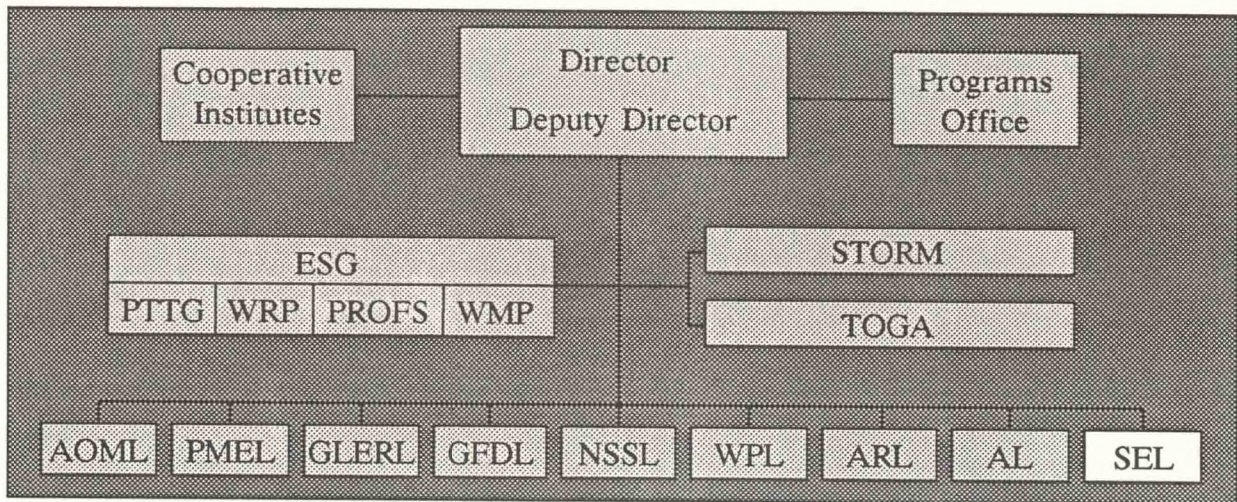 Cooperative
Institutes
Director
Deputy Director
Programs
Office
ESG
PTTG WRP PROFS WMP
STORM
TOGA
AOML PMEL GLERL GFDL NSSL WPL ARL AL SEL